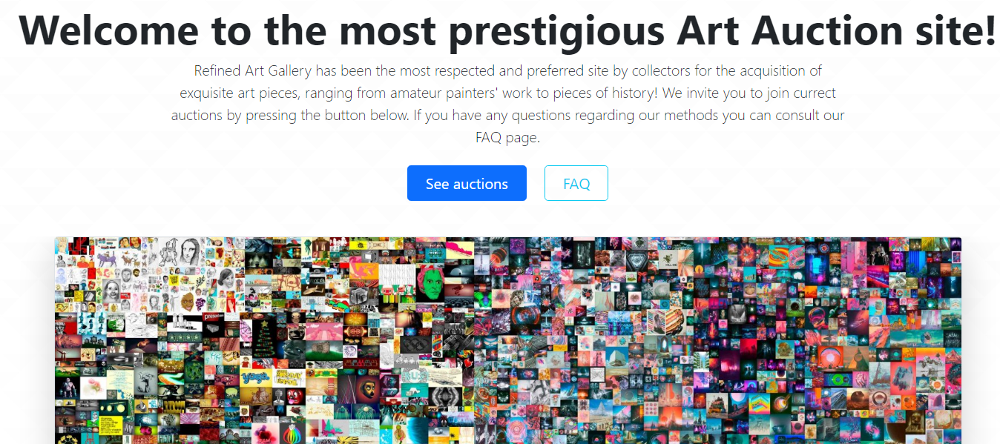 Welcome to the most prestigious Art Auction site!
Refined Art Gallery has been the most respected and preferred site by collectors for the acquisition of
exquisite art pieces, ranging from amateur painters' work to pieces of history! We invite you to join currect
auctions by pressing the button below. If you have any questions regarding our methods you can consult our
FAQ page.
See auctions
FAQ